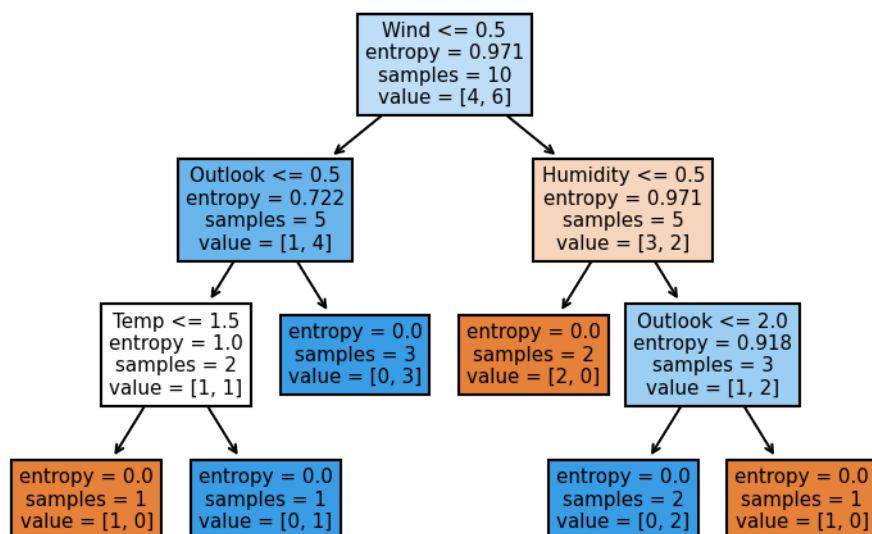 Wind <= 0.5
entropy = 0.971
samples = 10
value = [4, 6]
Outlook <= 0.5
entropy = 0.722
samples = 5
value = [1, 4]
Humidity <= 0.5
entropy = 0.971
samples = 5
value = [3, 2]
Temp <= 1.5
entropy = 1.0
samples = 2
value = [1, 1]
entropy = 0.0
samples = 3
value = [0, 3]
entropy = 0.0
samples = 2
value = [2, 0]
Outlook <= 2.0
entropy = 0.918
samples = 3
value = [1, 2]
entropy = 0.0
samples = 1
value = [1, 0]
entropy = 0.0
samples = 1
value = [0, 1]
entropy = 0.0
samples = 2
value = [0, 2]
entropy = 0.0
samples = 1
value = [1, 0]